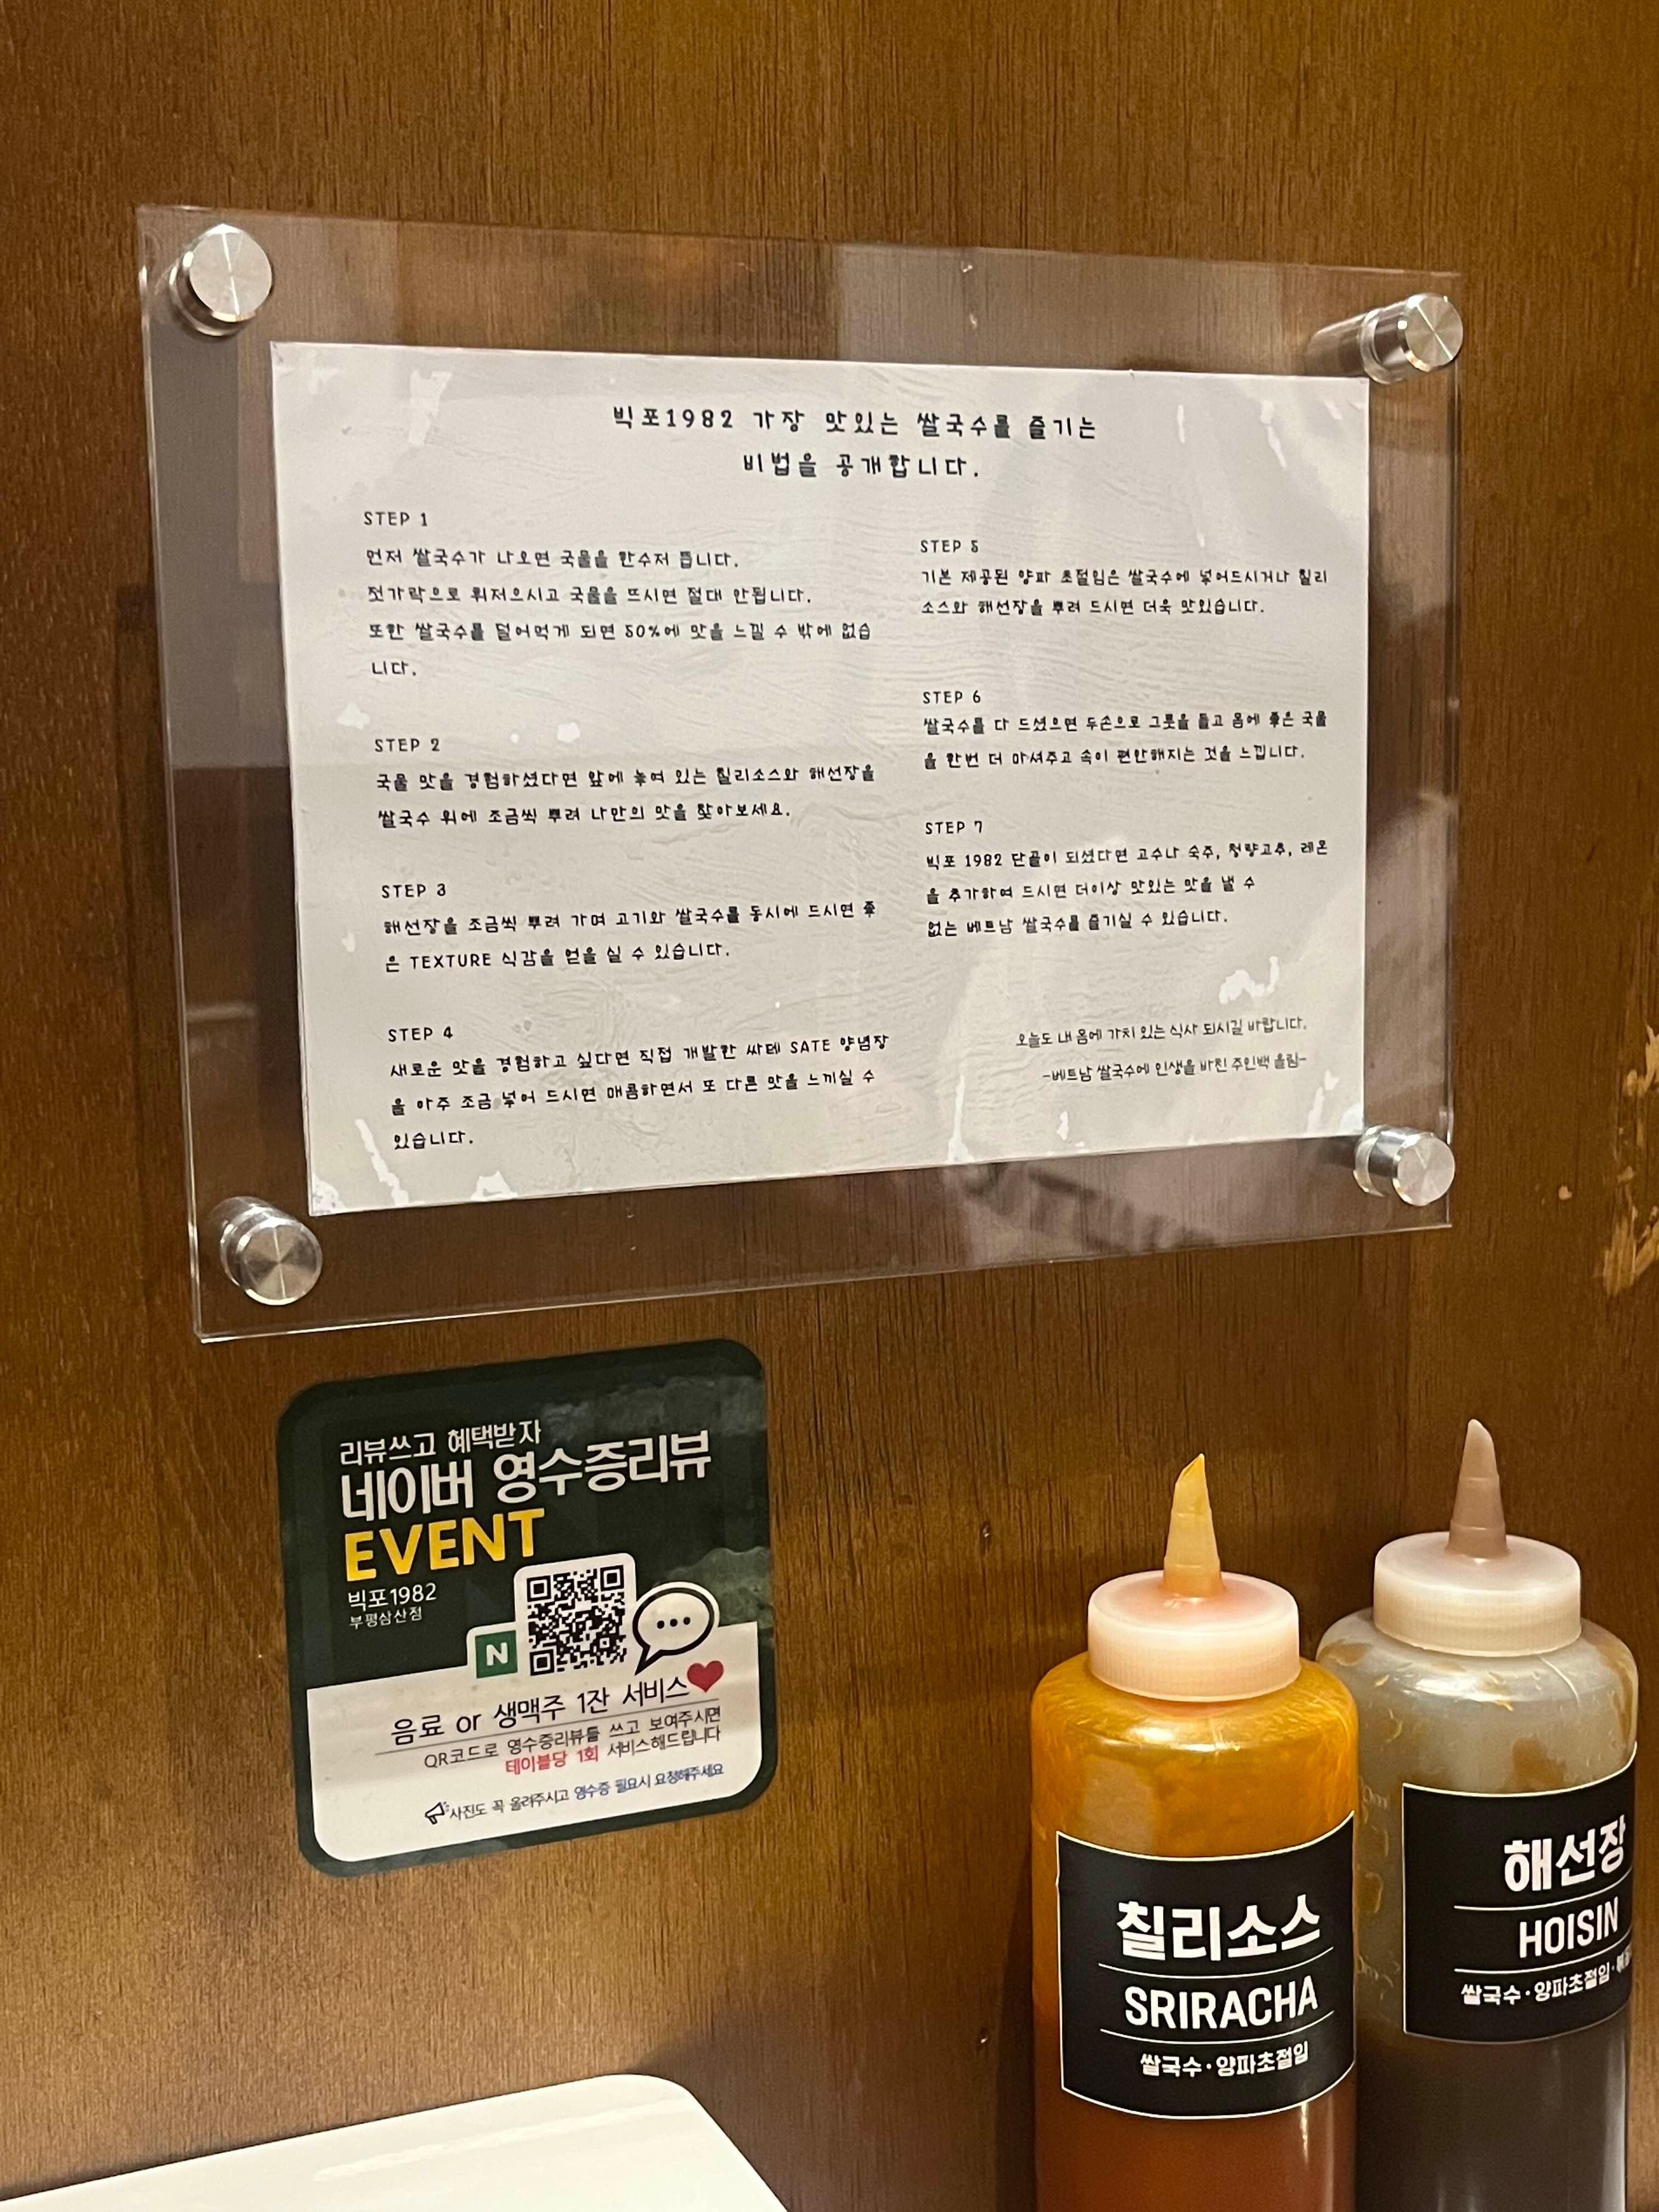 빅포1982 가장 맛있는 쌀국수를 즐기는
비법을 공개합니다.
STEP 1
먼저 쌀국수가 나오면 국물을 한수저 뜹니다.
젓가락으로 휘저으시고 국물을 뜨시면 절대 안됩니다.
또한 쌀국수를 덜어먹게 되면 50%에 맛을 느낄 수 밖에 없습
니다.
STEP 2
국물 맛을 경험하셨다면 앞에 놓여 있는 칠리소스와 해선장을
쌀국수 위에 조금씩 뿌려 나만의 맛을 찾아보세요.
STEP 3
해선장을 조금씩 뿌려 가며 고기와 쌀국수를 동시에 드시면 좋
은 TEXTURE 식감을 얻을 실 수 있습니다.
STEP 4
새로운 맛을 경험하고 싶다면 직접 개발한 싸테 SATE 양념장
을 아주 조금 넣어 드시면 매콤하면서 또 다른 맛을 느끼실 수
있습니다.
STEP 5
기본 제공된 양파 초절임은 쌀국수에 넣어드시거나 칠리
소스와 해선장을 뿌려 드시면 더욱 맛있습니다.
STEP 6
쌀국수를 다 드셨으면 두손으로 그릇을 들고 몸에 좋은 국물
을 한번 더 마셔주고 속이 편안해지는 것을 느낍니다.
STEP 7
빅포 1982 단골이 되셨다면 고수나 숙주, 청량고추, 레몬
을 추가하여 드시면 더이상 맛있는 맛을 낼 수
없는 베트남 쌀국수를 즐기실 수 있습니다.
오늘도 내 몸에 가치 있는 식사 되시길 바랍니다.
-베트남 쌀국수에 인생을 바친 주인백 올림-
리뷰쓰고 혜택받자
네이버 영수증리뷰
EVENT
빅포1982
부평삼산점
N
음료 or 생맥주 1잔 서비스
QR코드로 영수증리뷰를 쓰고 보여주시면
테이블당 1회 서비스해드립니다
사진도 꼭 올려주시고 영수증 필요시 요청해주세요
칠리소스
SRIRACHA
쌀국수·양파초절임
해선장
HOISIN
쌀국수·양파초절임·